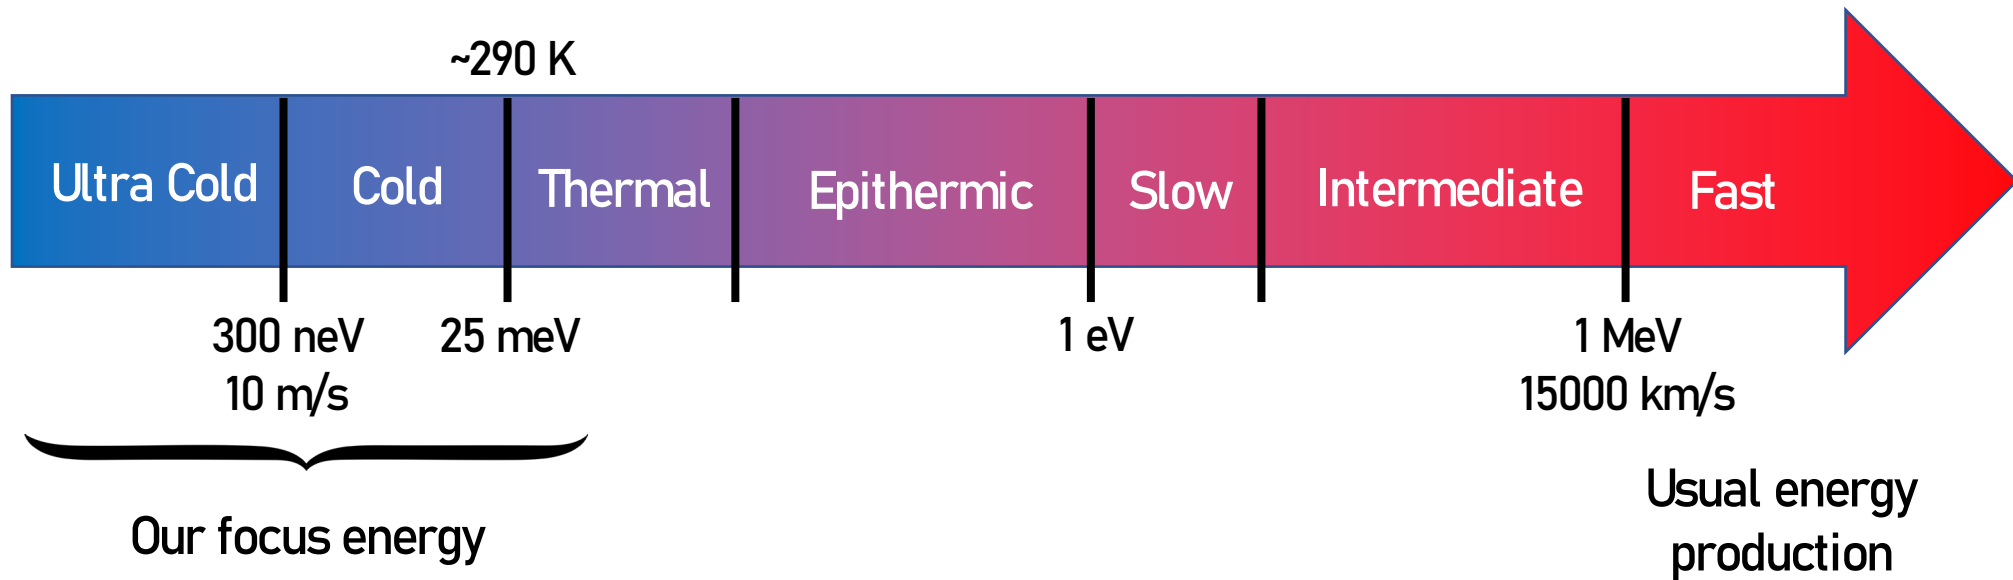 ~290 K
Ultra Cold
Cold
Thermal
Epithermic
Slow
Intermediate
Fast
300 neV
10 m/s
25 meV
1 eV
1 MeV
15000 km/s
Our focus energy
Usual energy
production